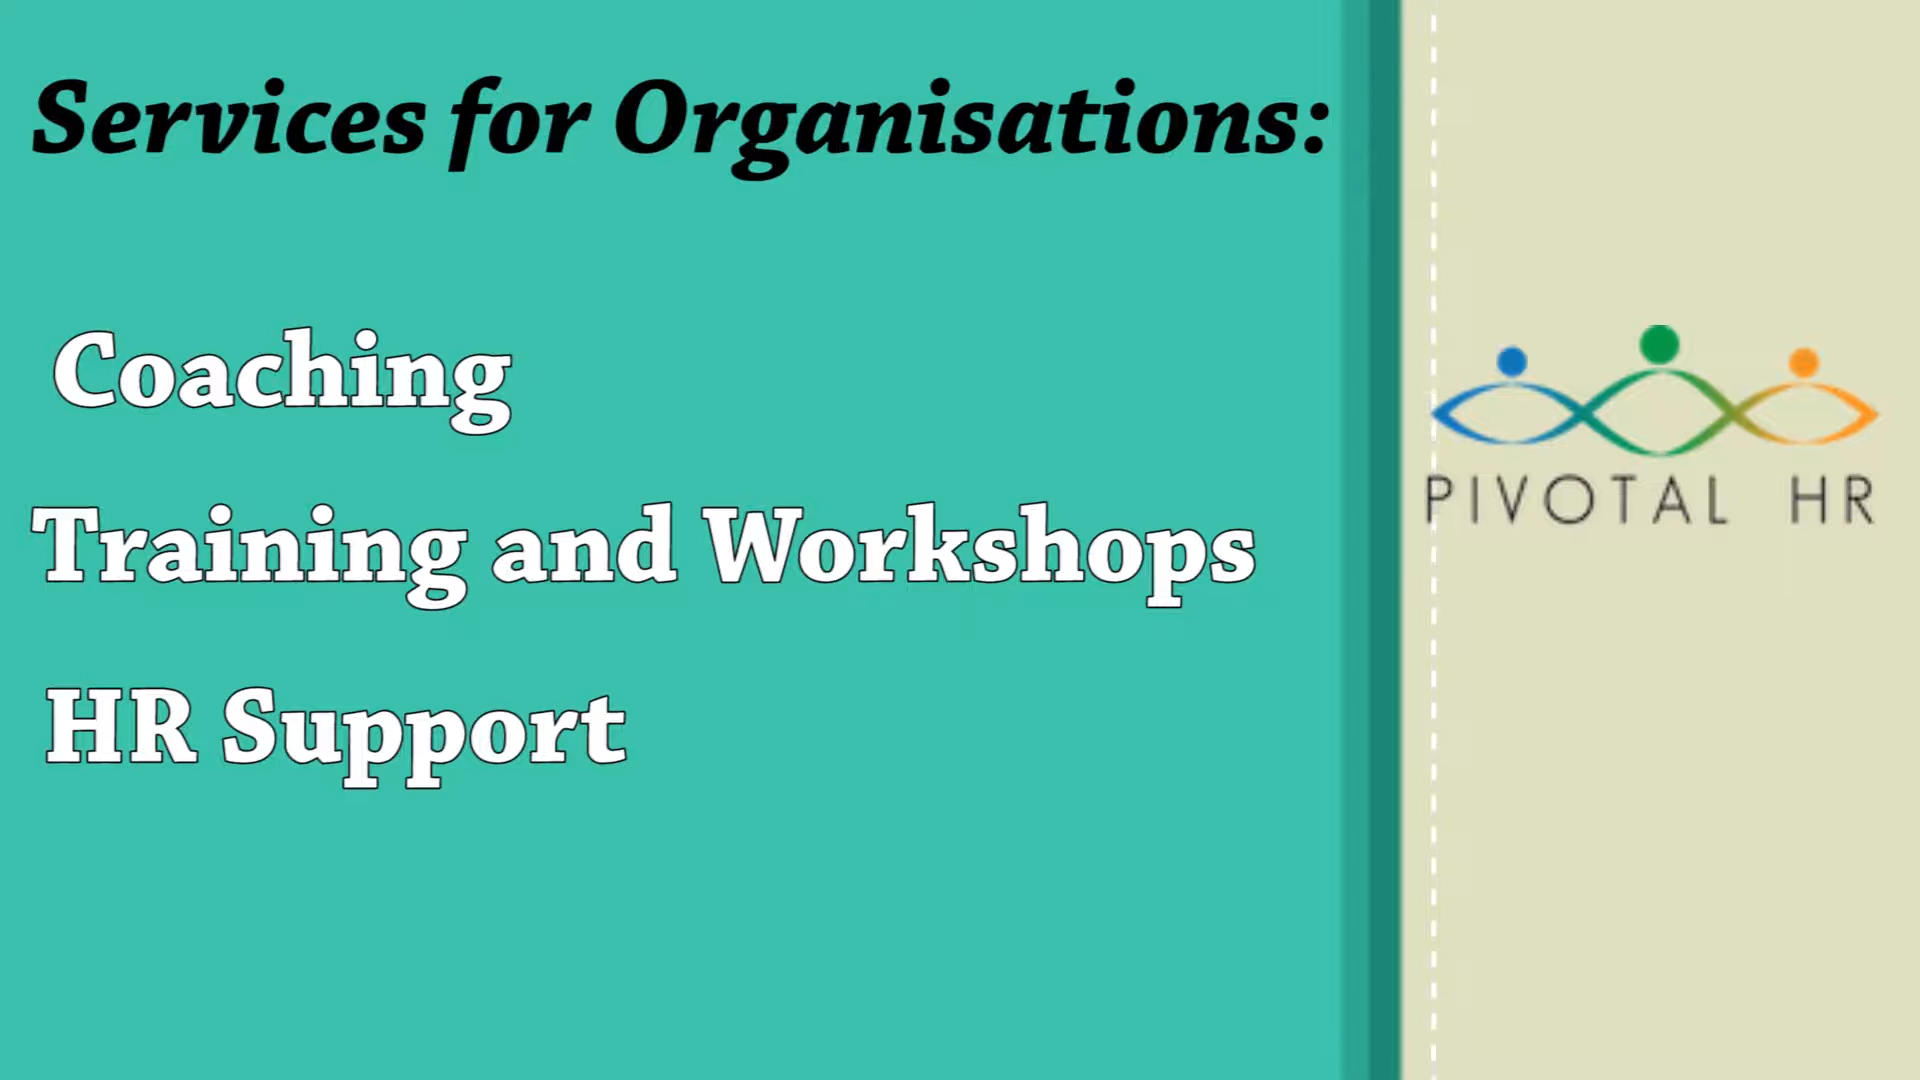 Services for Organisations:
Coaching
Training and Workshops
HR Support
PIVOTAL HR